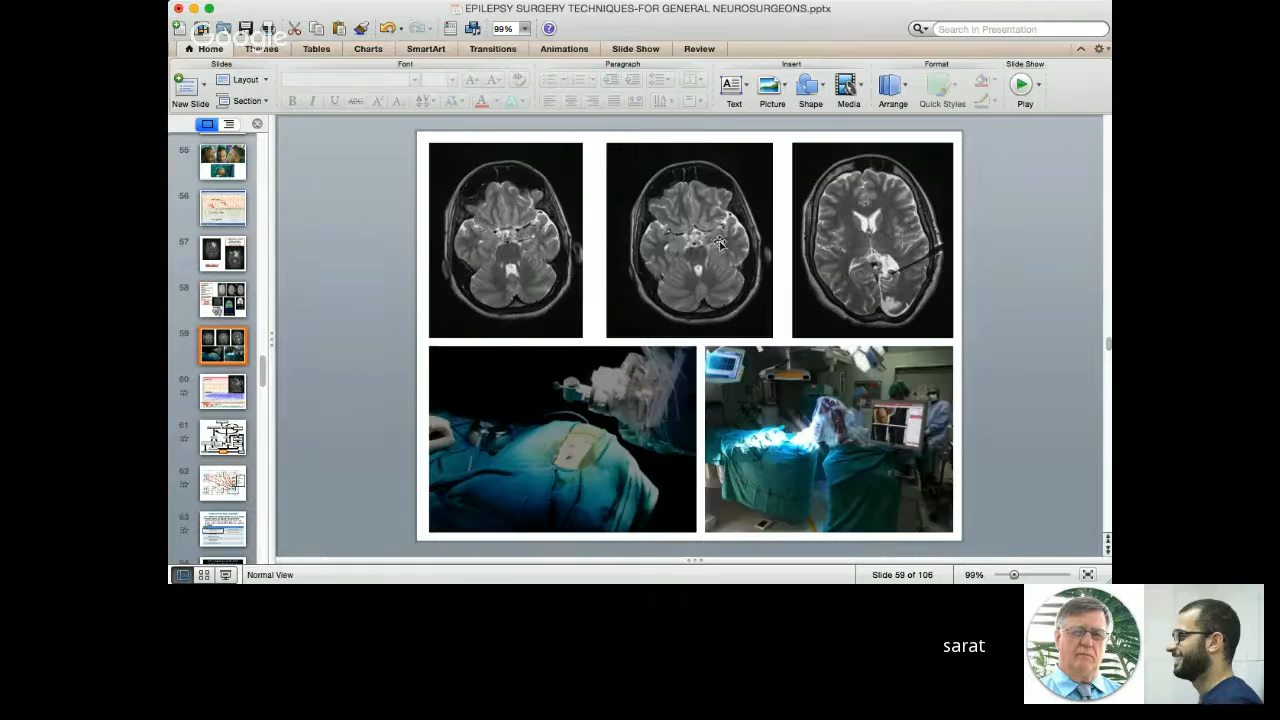 EPILEPSY SURGERY TECHNIQUES-FOR GENERAL NEUROSURGEONS.pptx
99%
Search in Presentation
Google
Home Themes Tables Charts SmartArt Transitions Animations Slide Show Review
Slides Font Paragraph Insert Format Slide Show
Layout
Section
New Slide
Text Picture Shape Media Arrange Quick Styles Play
B I U ABC
55
56
57
58
59
60
61
62
63
Normal View
Slide 59 of 106
99%
sarat